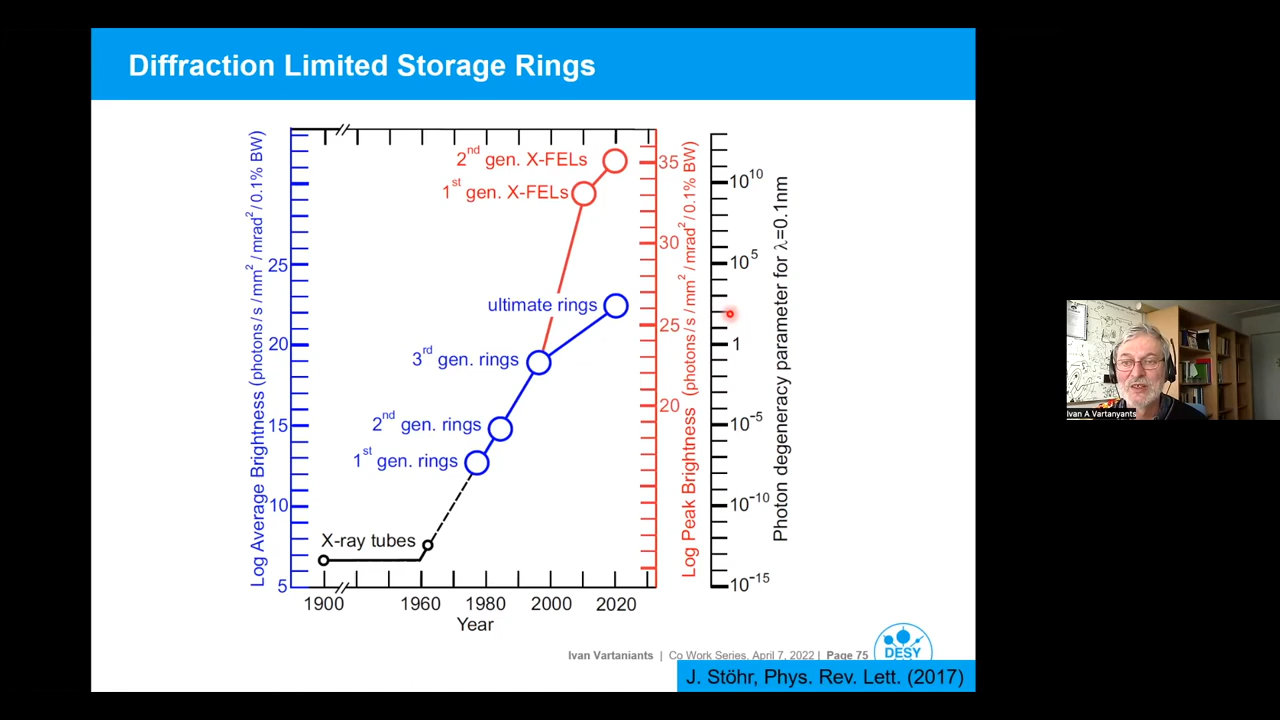 Diffraction Limited Storage Rings
Log Average Brightness (photons/s/mm²/mrad²/0.1% BW)
25
20
15
10
5
2nd gen. X-FELs
1st gen. X-FELs
ultimate rings
3rd gen. rings
2nd gen. rings
1st gen. rings
X-ray tubes
1900
1960
1980
2000
2020
Year
35
30
25
20
Log Peak Brightness (photons/s/mm²/mrad²/0.1% BW)
10¹⁰
10⁵
1
10⁻⁵
10⁻¹⁰
10⁻¹⁵
Photon degeneracy parameter for λ=0.1nm
Ivan Vartaniants | Co Work Series, April 7, 2022 | Page 75
DESY
J. Stöhr, Phys. Rev. Lett. (2017)
Ivan A Vartanyants